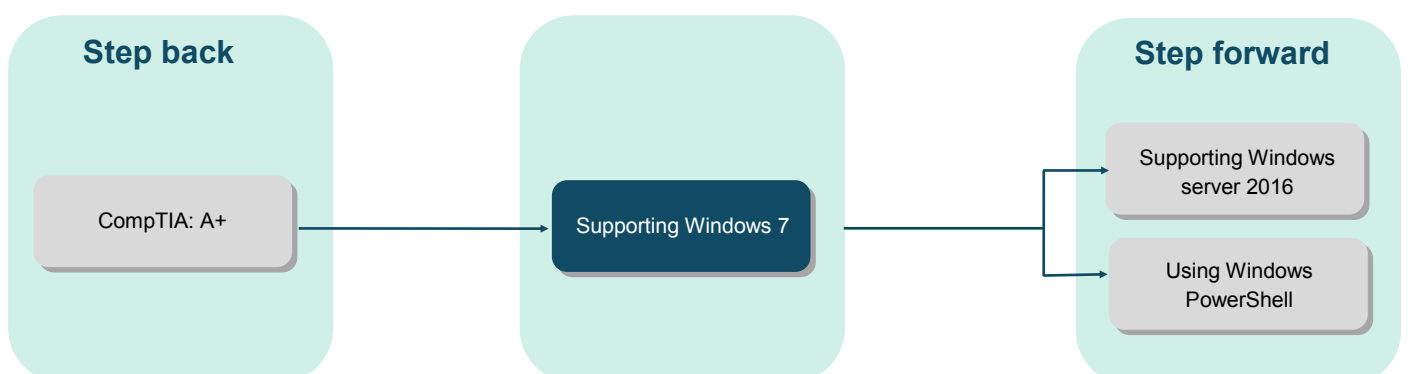 Step back
CompTIA: A+
Supporting Windows 7
Step forward
Supporting Windows
server 2016
Using Windows
PowerShell